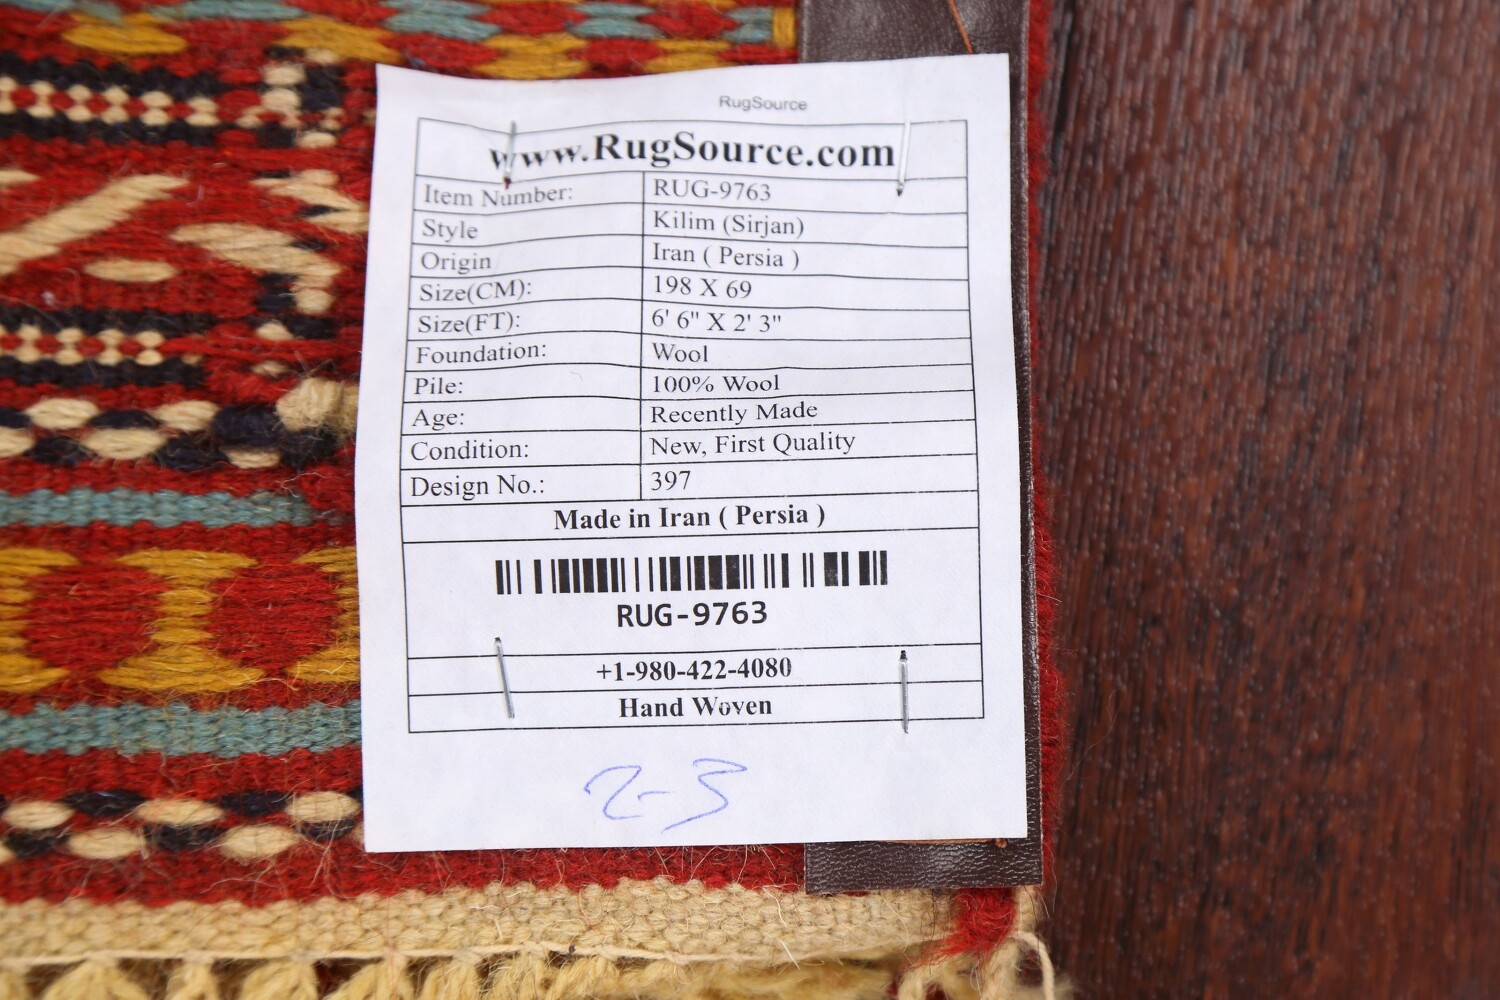 RugSource
www.RugSource.com
Item Number: RUG-9763
Style Kilim (Sirjan)
Origin Iran ( Persia )
Size(CM): 198 X 69
Size(FT): 6' 6" X 2' 3"
Foundation: Wool
Pile: 100% Wool
Age: Recently Made
Condition: New, First Quality
Design No.: 397
Made in Iran ( Persia )
RUG-9763
+1-980-422-4080
Hand Woven
2-3